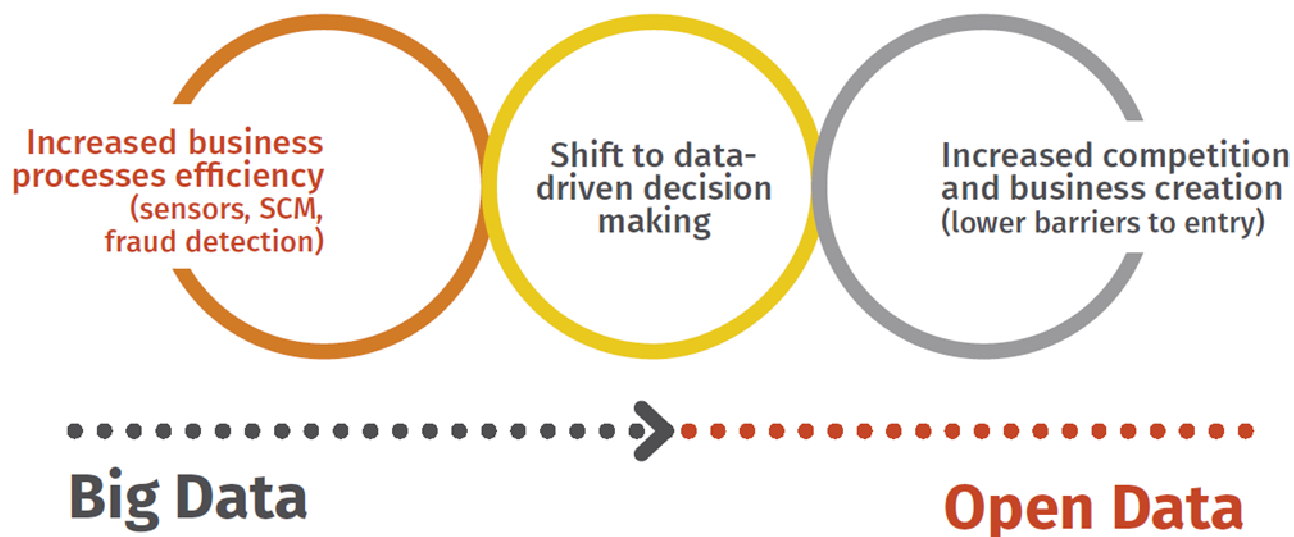 Increased business
processes efficiency
(sensors, SCM,
fraud detection)
Shift to data-
driven decision
making
Increased competition
and business creation
(lower barriers to entry)
Big Data
Open Data